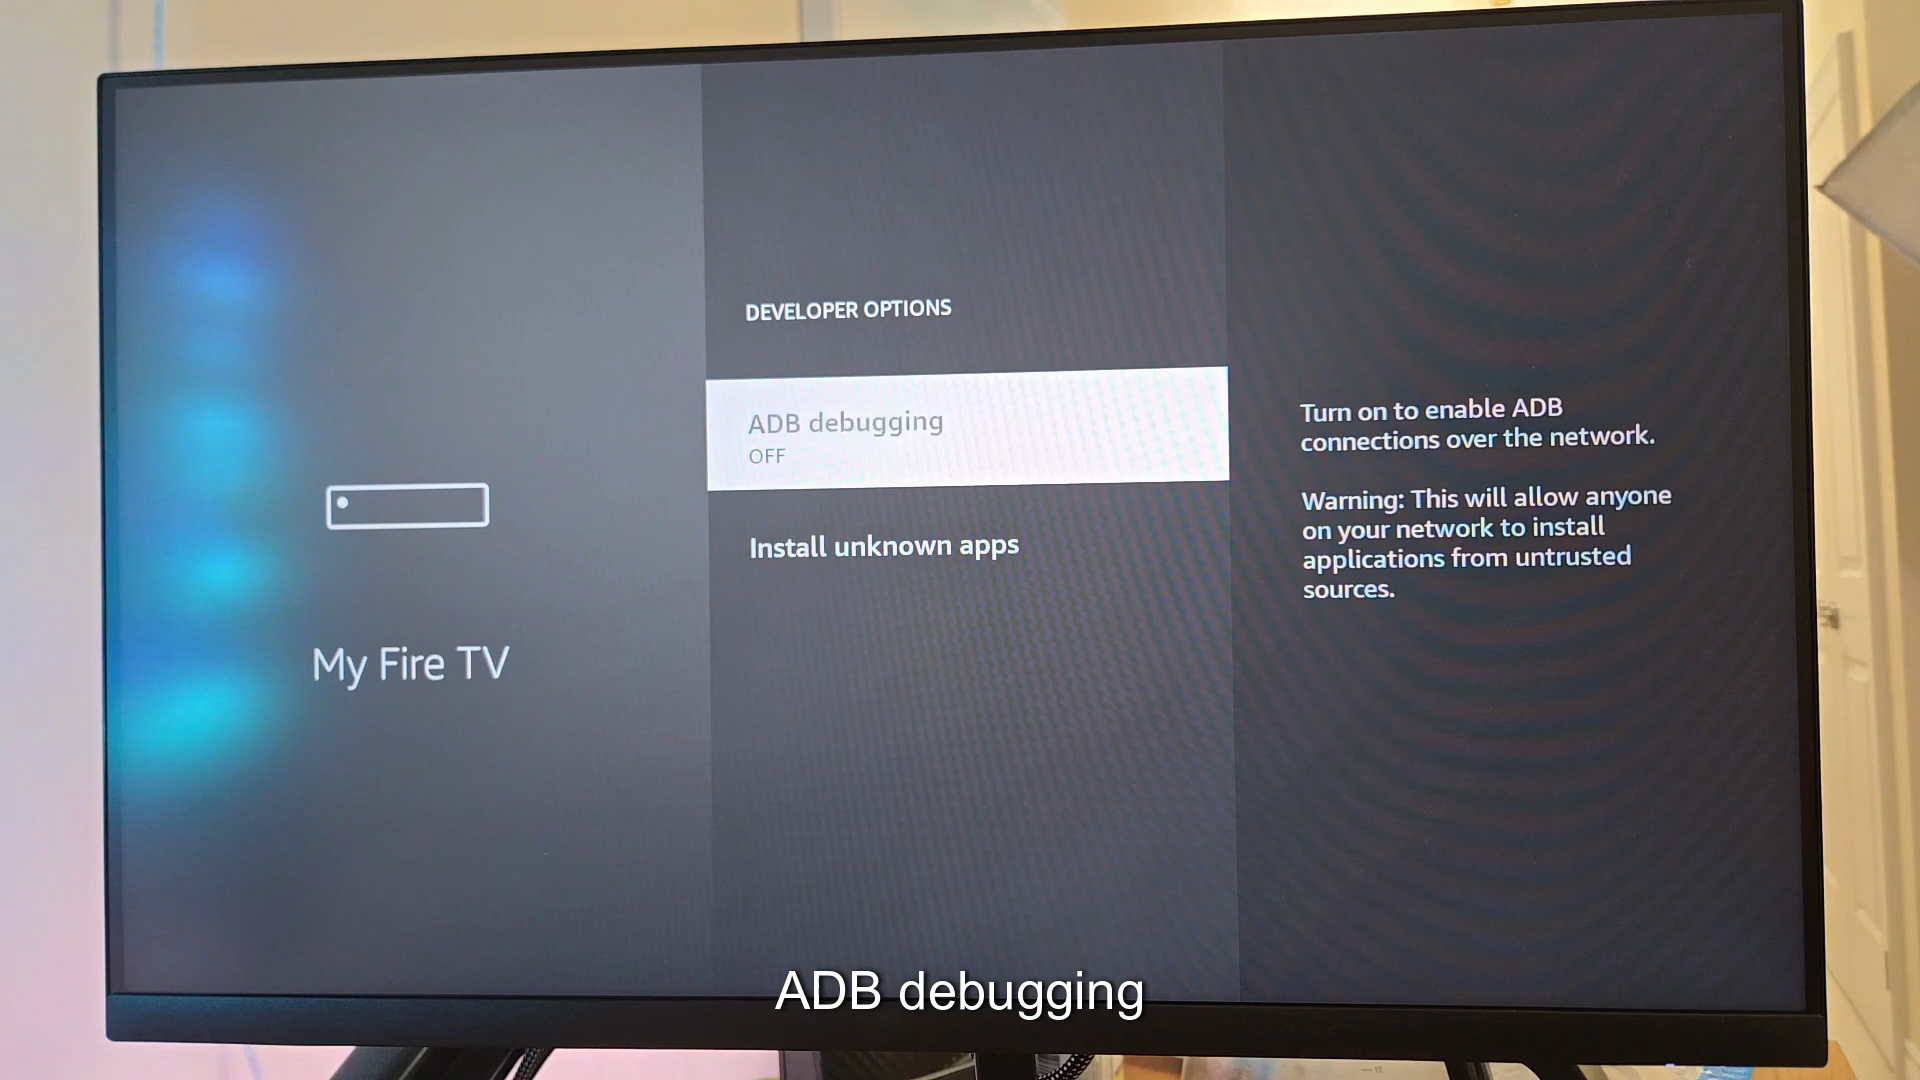 DEVELOPER OPTIONS
ADB debugging
OFF
Install unknown apps
My Fire TV
Turn on to enable ADB
connections over the network.
Warning: This will allow anyone
on your network to install
applications from untrusted
sources.
ADB debugging